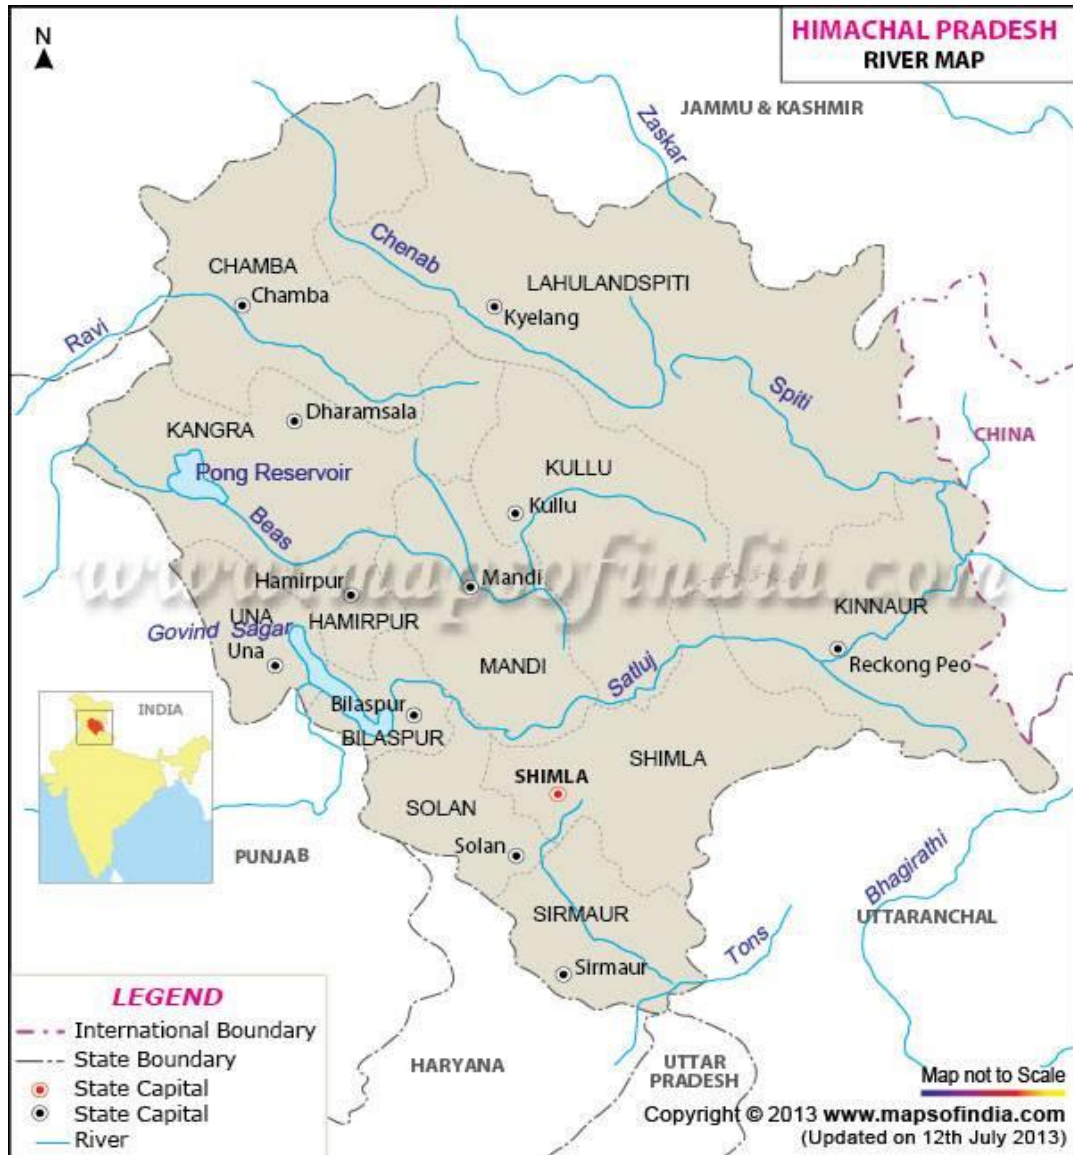 HIMACHAL PRADESH
RIVER MAP
N
JAMMU & KASHMIR
Zaskar
Chenab
CHAMBA
Chamba
LAHULANDSPITI
Kyelang
Ravi
Spiti
Dharamsala
KANGRA
CHINA
Pong Reservoir
KULLU
Kullu
Beas
www.mapsofindia.com
Hamirpur
Mandi
UNA
HAMIRPUR
KINNAUR
Govind Sagar
Una
MANDI
Satluj
Reckong Peo
Bilaspur
BILASPUR
INDIA
SHIMLA
SHIMLA
SOLAN
Solan
PUNJAB
Bhagirathi
UTTARANCHAL
SIRMAUR
Tons
Sirmaur
LEGEND
International Boundary
State Boundary
State Capital
State Capital
River
HARYANA
UTTAR
PRADESH
Map not to Scale
Copyright © 2013 www.mapsofindia.com
(Updated on 12th July 2013)